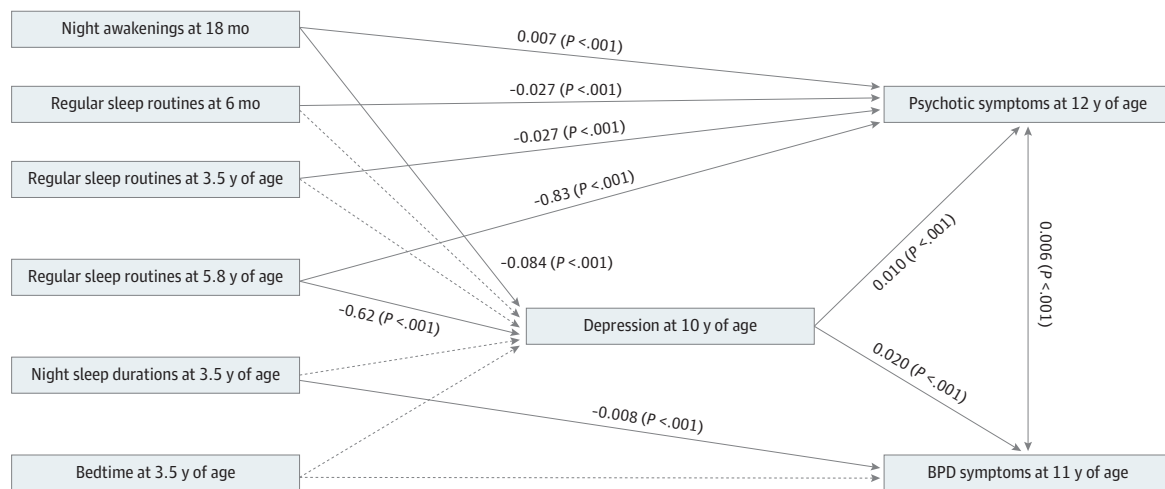 Night awakenings at 18 mo
0.007 (P <.001)
Regular sleep routines at 6 mo
-0.027 (P <.001)
Psychotic symptoms at 12 y of age
-0.027 (P <.001)
Regular sleep routines at 3.5 y of age
-0.83 (P <.001)
Regular sleep routines at 5.8 y of age
-0.084 (P <.001)
0.010 (P <.001)
0.006 (P <.001)
-0.62 (P <.001)
Depression at 10 y of age
Night sleep durations at 3.5 y of age
0.020 (P <.001)
-0.008 (P <.001)
Bedtime at 3.5 y of age
BPD symptoms at 11 y of age